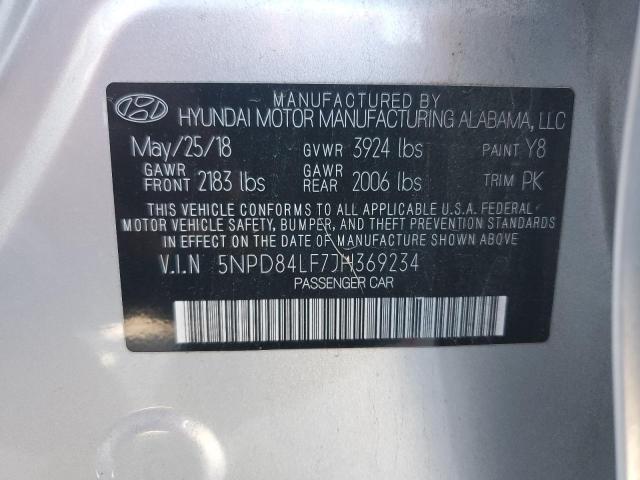 MANUFACTURED BY
HYUNDAI MOTOR MANUFACTURING ALABAMA, LLC
May/25/18 GVWR 3924 lbs PAINT Y8
GAWR FRONT 2183 lbs GAWR REAR 2006 lbs TRIM PK
THIS VEHICLE CONFORMS TO ALL APPLICABLE U.S.A. FEDERAL
MOTOR VEHICLE SAFETY, BUMPER, AND THEFT PREVENTION STANDARDS
IN EFFECT ON THE DATE OF MANUFACTURE SHOWN ABOVE.
V.I.N 5NPD84LF7JH369234
PASSENGER CAR